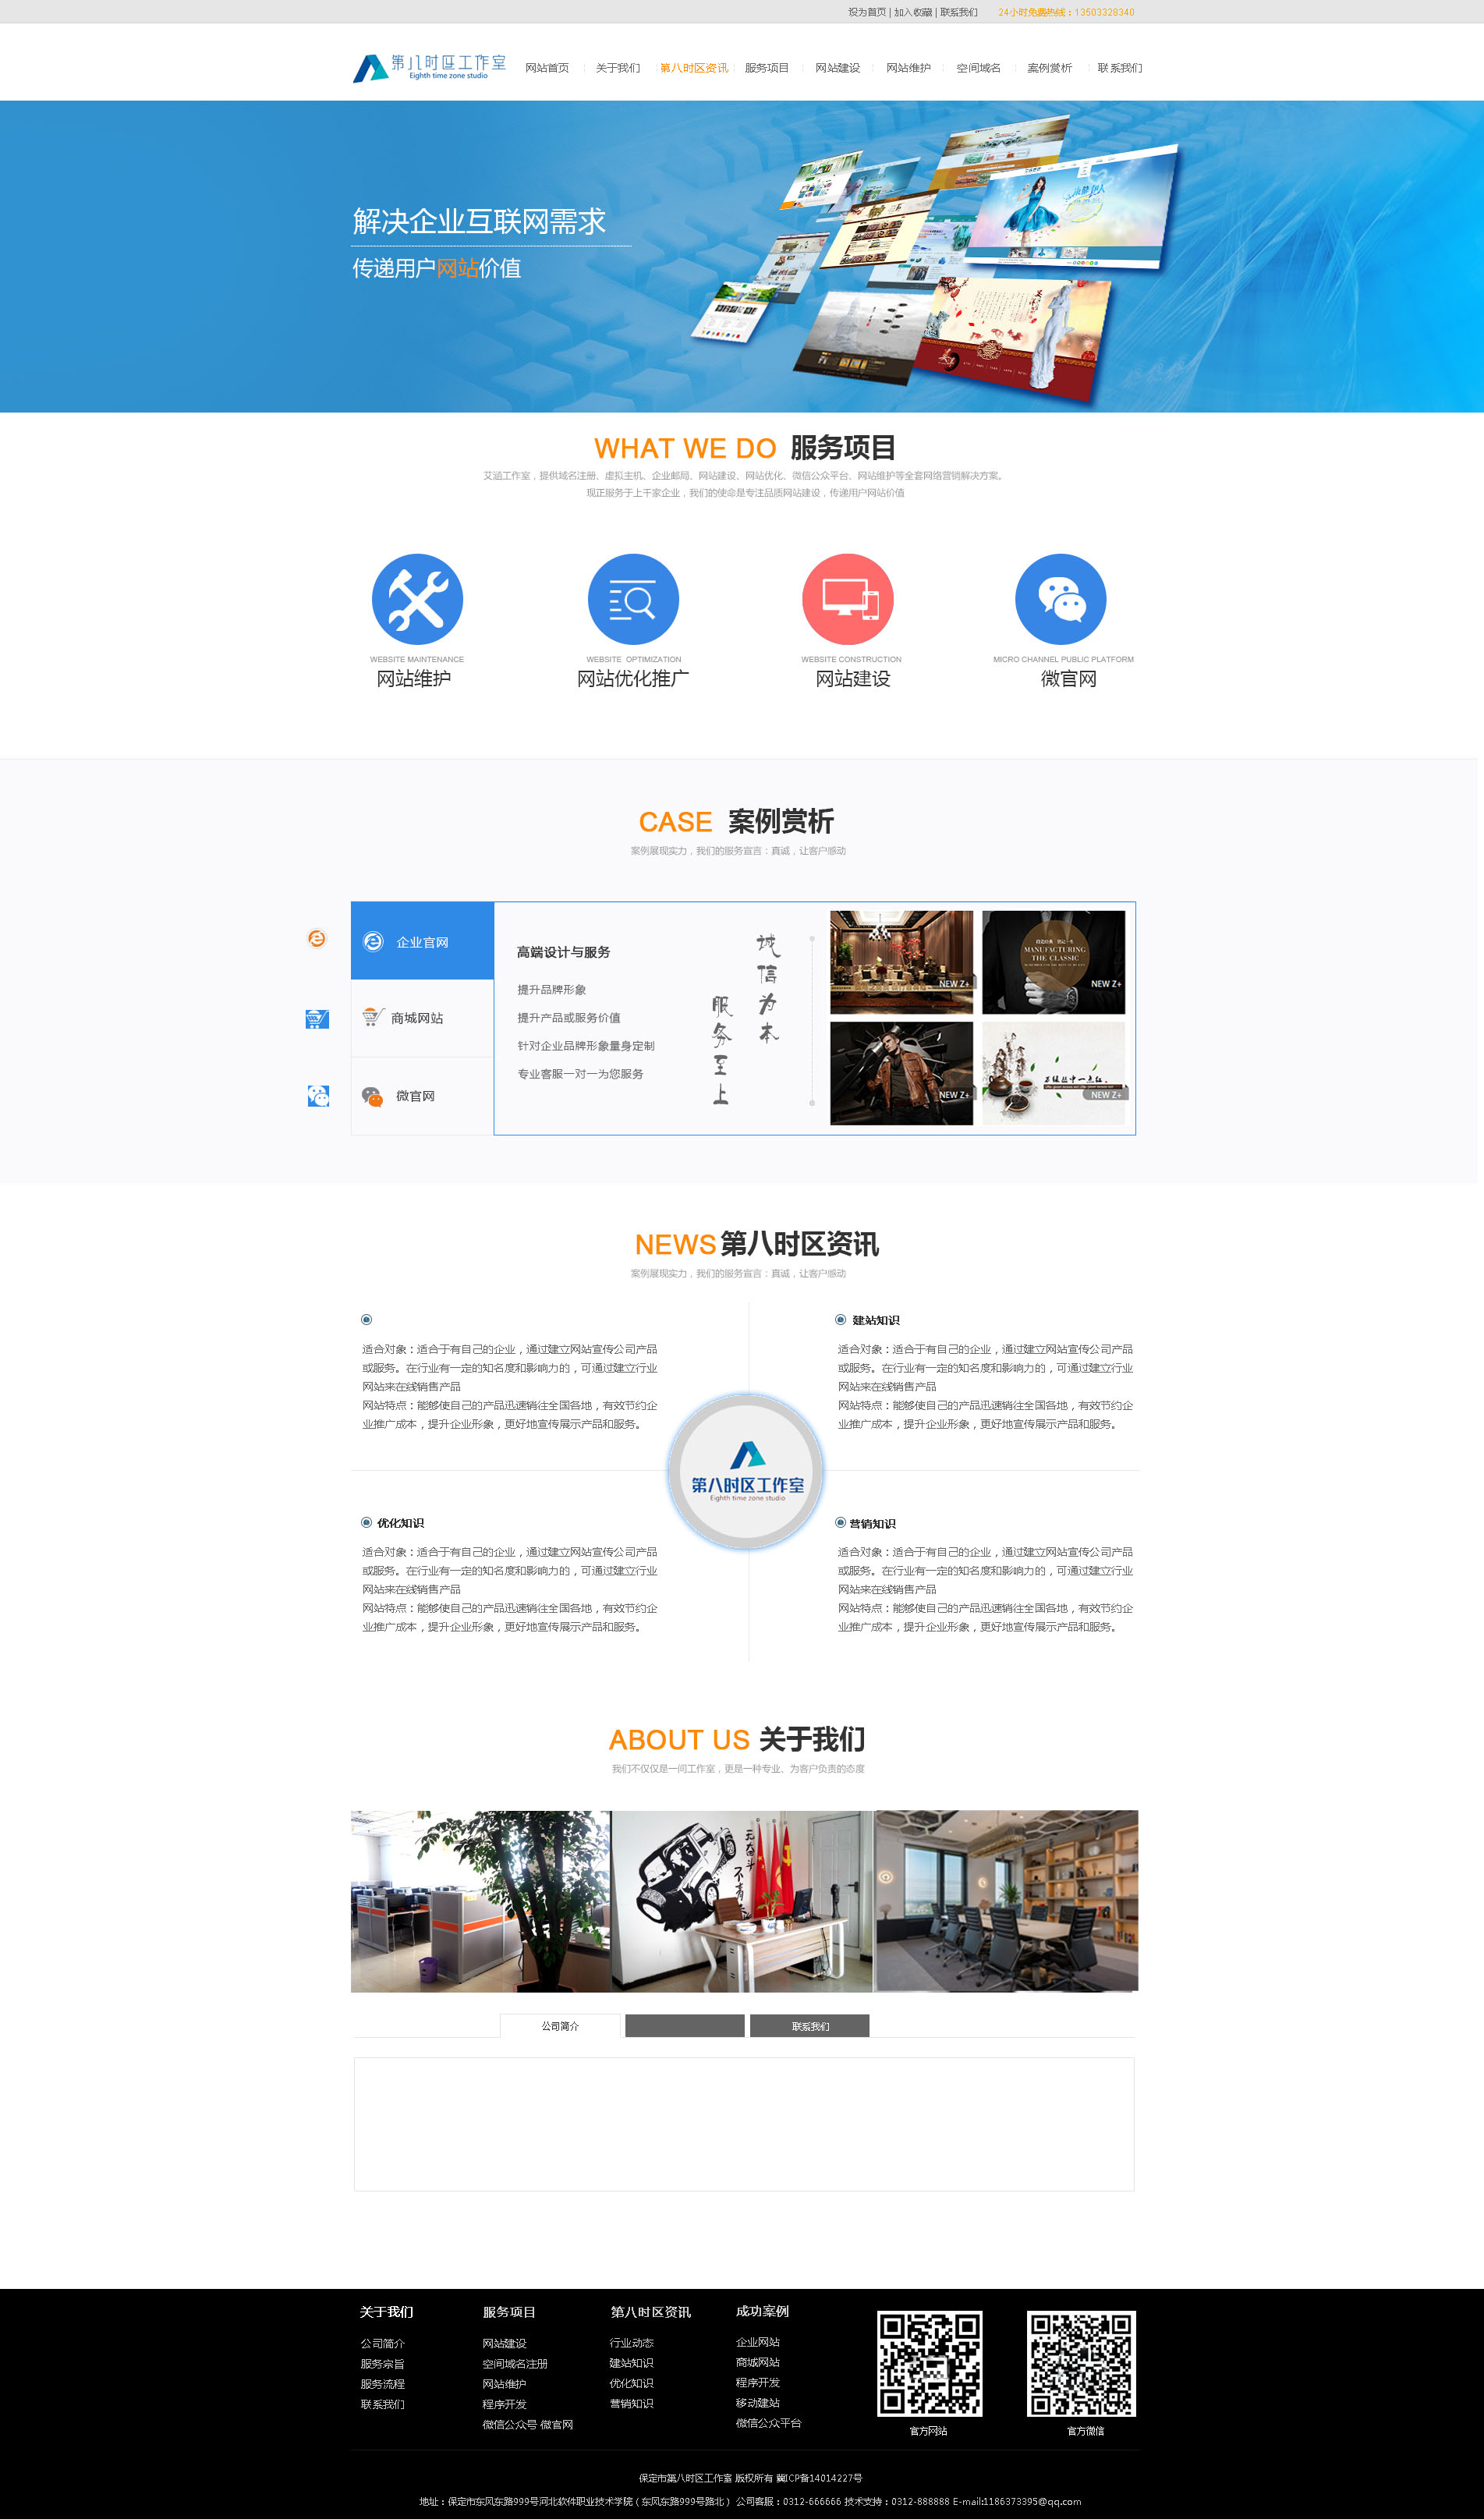 设为首页 | 加入收藏 | 联系我们 24小时免费热线：13503328340
第八时区工作室
Eighth time zone studio
网站首页 关于我们 第八时区资讯 服务项目 网站建设 网站维护 空间域名 案例赏析 联系我们
解决企业互联网需求
传递用户网站价值
WHAT WE DO 服务项目
艾涵工作室，提供域名注册、虚拟主机、企业邮局、网站建设、网站优化、微信公众平台、网站维护等全套网络营销解决方案。
现正服务于上千家企业，我们的使命是专注品质网站建设，传递用户网站价值
WEBSITE MAINTENANCE
网站维护
WEBSITE OPTIMIZATION
网站优化推广
WEBSITE CONSTRUCTION
网站建设
MICRO CHANNEL PUBLIC PLATFORM
微官网
CASE 案例赏析
案例展现实力，我们的服务宣言：真诚，让客户感动
企业官网
商城网站
微官网
高端设计与服务
提升品牌形象
提升产品或服务价值
针对企业品牌形象量身定制
专业客服一对一为您服务
诚信为本
服务至上
NEW Z+
MANUFACTURING
THE CLASSIC
NEW Z+
NEW Z+
NEW Z+
NEWS 第八时区资讯
案例展现实力，我们的服务宣言：真诚，让客户感动
适合对象：适合于有自己的企业，通过建立网站宣传公司产品
或服务。在行业有一定的知名度和影响力的，可通过建立行业
网站来在线销售产品
网站特点：能够使自己的产品迅速销往全国各地，有效节约企
业推广成本，提升企业形象，更好地宣传展示产品和服务。
建站知识
适合对象：适合于有自己的企业，通过建立网站宣传公司产品
或服务。在行业有一定的知名度和影响力的，可通过建立行业
网站来在线销售产品
网站特点：能够使自己的产品迅速销往全国各地，有效节约企
业推广成本，提升企业形象，更好地宣传展示产品和服务。
第八时区工作室
Eighth time zone studio
优化知识
适合对象：适合于有自己的企业，通过建立网站宣传公司产品
或服务。在行业有一定的知名度和影响力的，可通过建立行业
网站来在线销售产品
网站特点：能够使自己的产品迅速销往全国各地，有效节约企
业推广成本，提升企业形象，更好地宣传展示产品和服务。
营销知识
适合对象：适合于有自己的企业，通过建立网站宣传公司产品
或服务。在行业有一定的知名度和影响力的，可通过建立行业
网站来在线销售产品
网站特点：能够使自己的产品迅速销往全国各地，有效节约企
业推广成本，提升企业形象，更好地宣传展示产品和服务。
ABOUT US 关于我们
我们不仅仅是一间工作室，更是一种专业、为客户负责的态度
公司简介 联系我们
关于我们
公司简介
服务宗旨
服务流程
联系我们
服务项目
网站建设
空间域名注册
网站维护
程序开发
微信公众号 微官网
第八时区资讯
行业动态
建站知识
优化知识
营销知识
成功案例
企业网站
商城网站
程序开发
移动建站
微信公众平台
官方网站
官方微信
保定市第八时区工作室 版权所有 冀ICP备14014227号
地址：保定市东风东路999号河北软件职业技术学院（东风东路999号路北） 公司客服：0312-666666 技术支持：0312-888888 E-mail:1186373395@qq.com